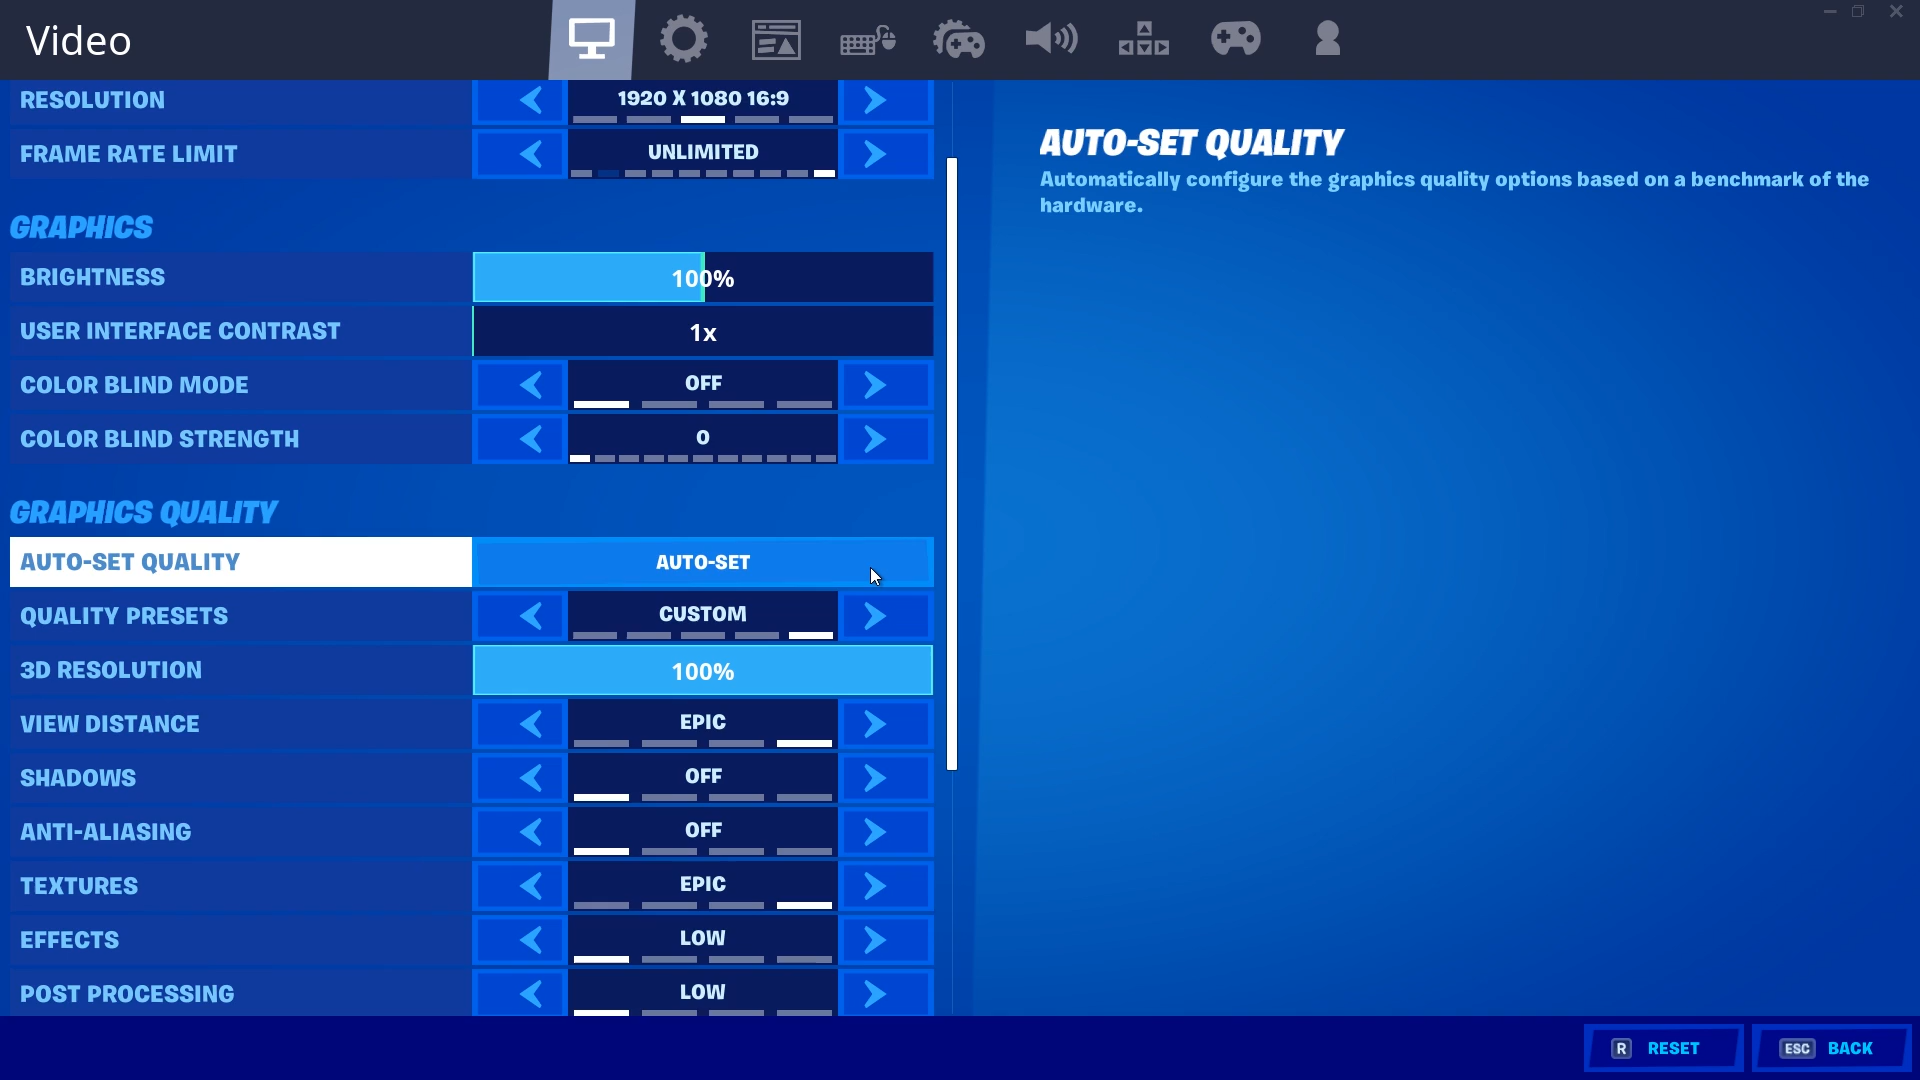 Video
RESOLUTION
1920 X 1080 16:9
FRAME RATE LIMIT
UNLIMITED
GRAPHICS
BRIGHTNESS
100%
USER INTERFACE CONTRAST
1x
COLOR BLIND MODE
OFF
COLOR BLIND STRENGTH
0
GRAPHICS QUALITY
AUTO-SET QUALITY
AUTO-SET
QUALITY PRESETS
CUSTOM
3D RESOLUTION
100%
VIEW DISTANCE
EPIC
SHADOWS
OFF
ANTI-ALIASING
OFF
TEXTURES
EPIC
EFFECTS
LOW
POST PROCESSING
LOW
AUTO-SET QUALITY
Automatically configure the graphics quality options based on a benchmark of the
hardware.
R RESET
ESC BACK